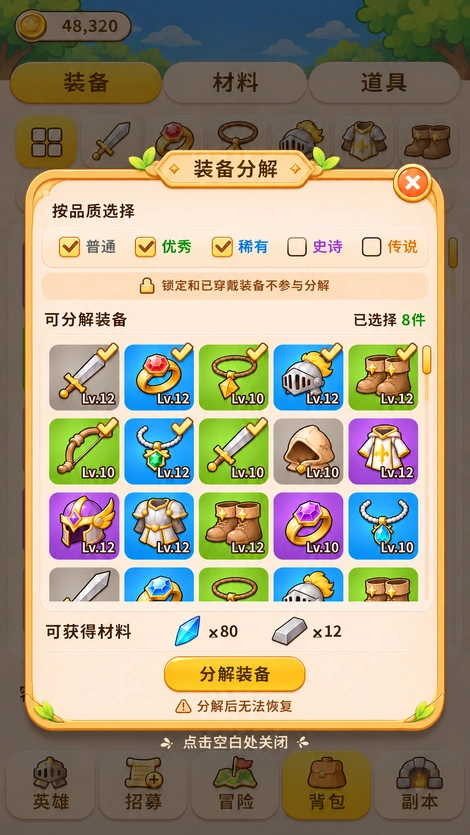 48,320
装备 材料 道具
装备分解
按品质选择
普通 优秀 稀有 史诗 传说
锁定和已穿戴装备不参与分解
可分解装备 已选择 8件
Lv.12 Lv.12 Lv.10 Lv.12 Lv.12
Lv.10 Lv.12 Lv.10 Lv.10 Lv.12
Lv.12 Lv.12 Lv.12 Lv.10 Lv.10
可获得材料 x80 x12
分解装备
分解后无法恢复
点击空白处关闭
英雄 招募 冒险 背包 副本